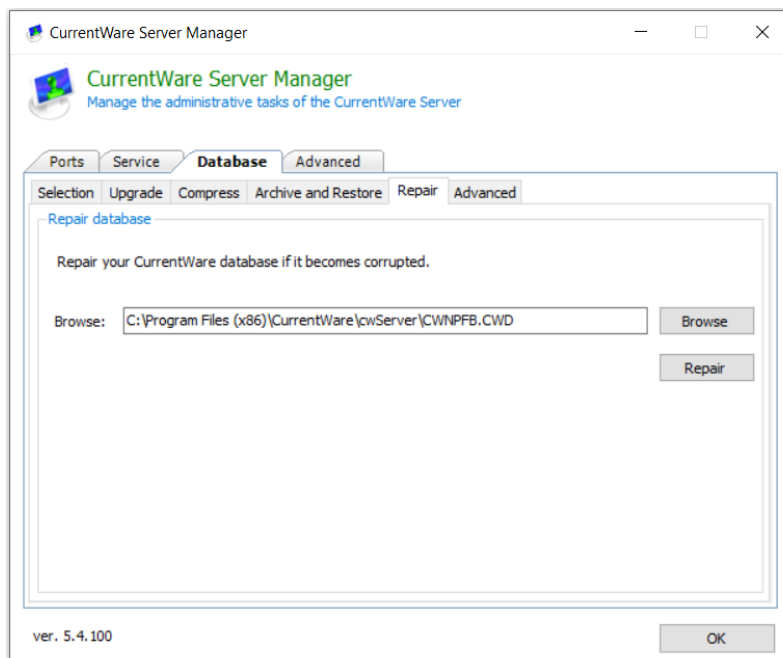 CurrentWare Server Manager
CurrentWare Server Manager
Manage the administrative tasks of the CurrentWare Server
Ports Service Database Advanced
Selection Upgrade Compress Archive and Restore Repair Advanced
Repair database
Repair your CurrentWare database if it becomes corrupted.
Browse: C:\Program Files (x86)\CurrentWare\cwServer\CWNPFB.CWD Browse
Repair
ver. 5.4.100 OK